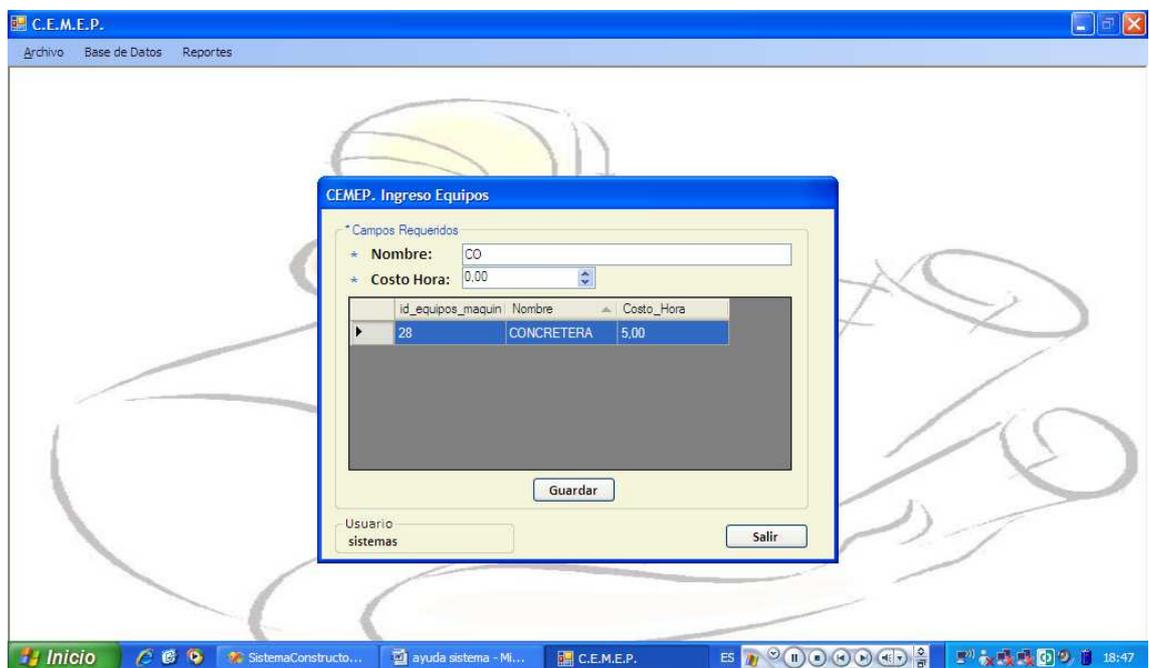 C.E.M.E.P.
Archivo Base de Datos Reportes
CEMEP. Ingreso Equipos
* Campos Requeridos
* Nombre: CO
* Costo Hora: 0,00
id_equipos_maquin Nombre Costo_Hora
28 CONCRETERA 5,00
Guardar
Usuario
sistemas
Salir
Inicio SistemaConstructo... ayuda sistema - Mi... C.E.M.E.P. ES 18:47